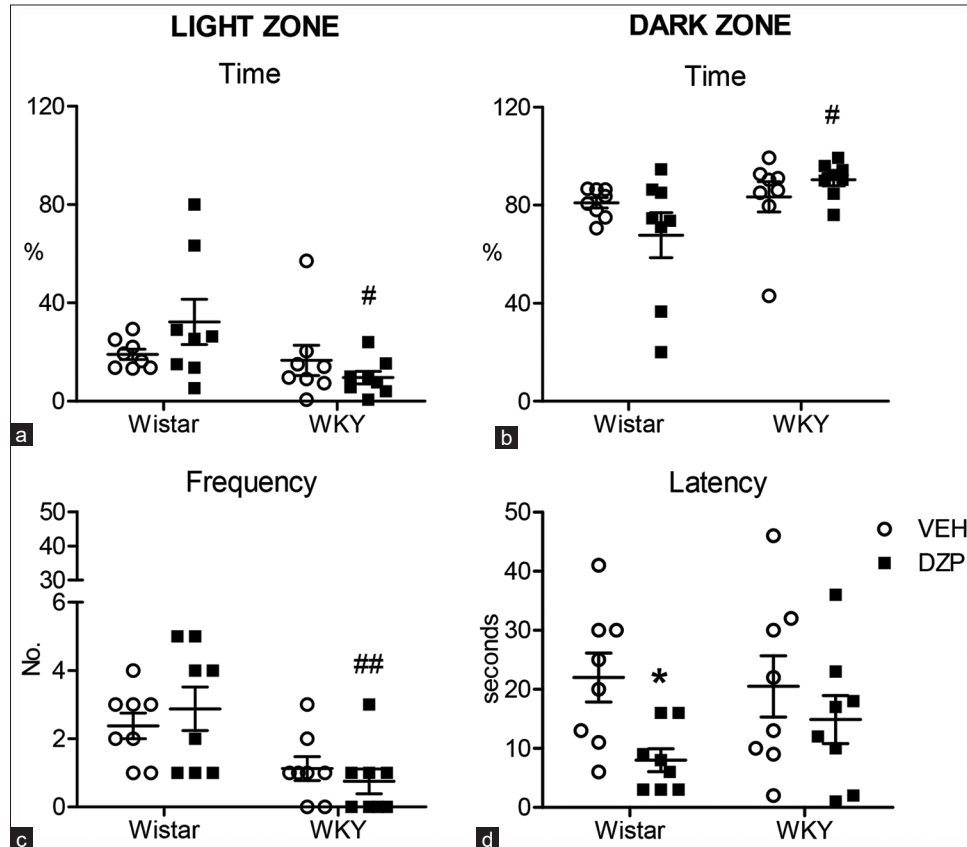 LIGHT ZONE
DARK ZONE
Time
120
80
%
40
0
#
Wistar
WKY
a
Time
120
80
%
40
0
#
Wistar
WKY
b
Frequency
50
40
30
6
4
No.
2
0
##
Wistar
WKY
c
Latency
50
40
30
seconds
20
10
0
*
Wistar
WKY
d
VEH
DZP